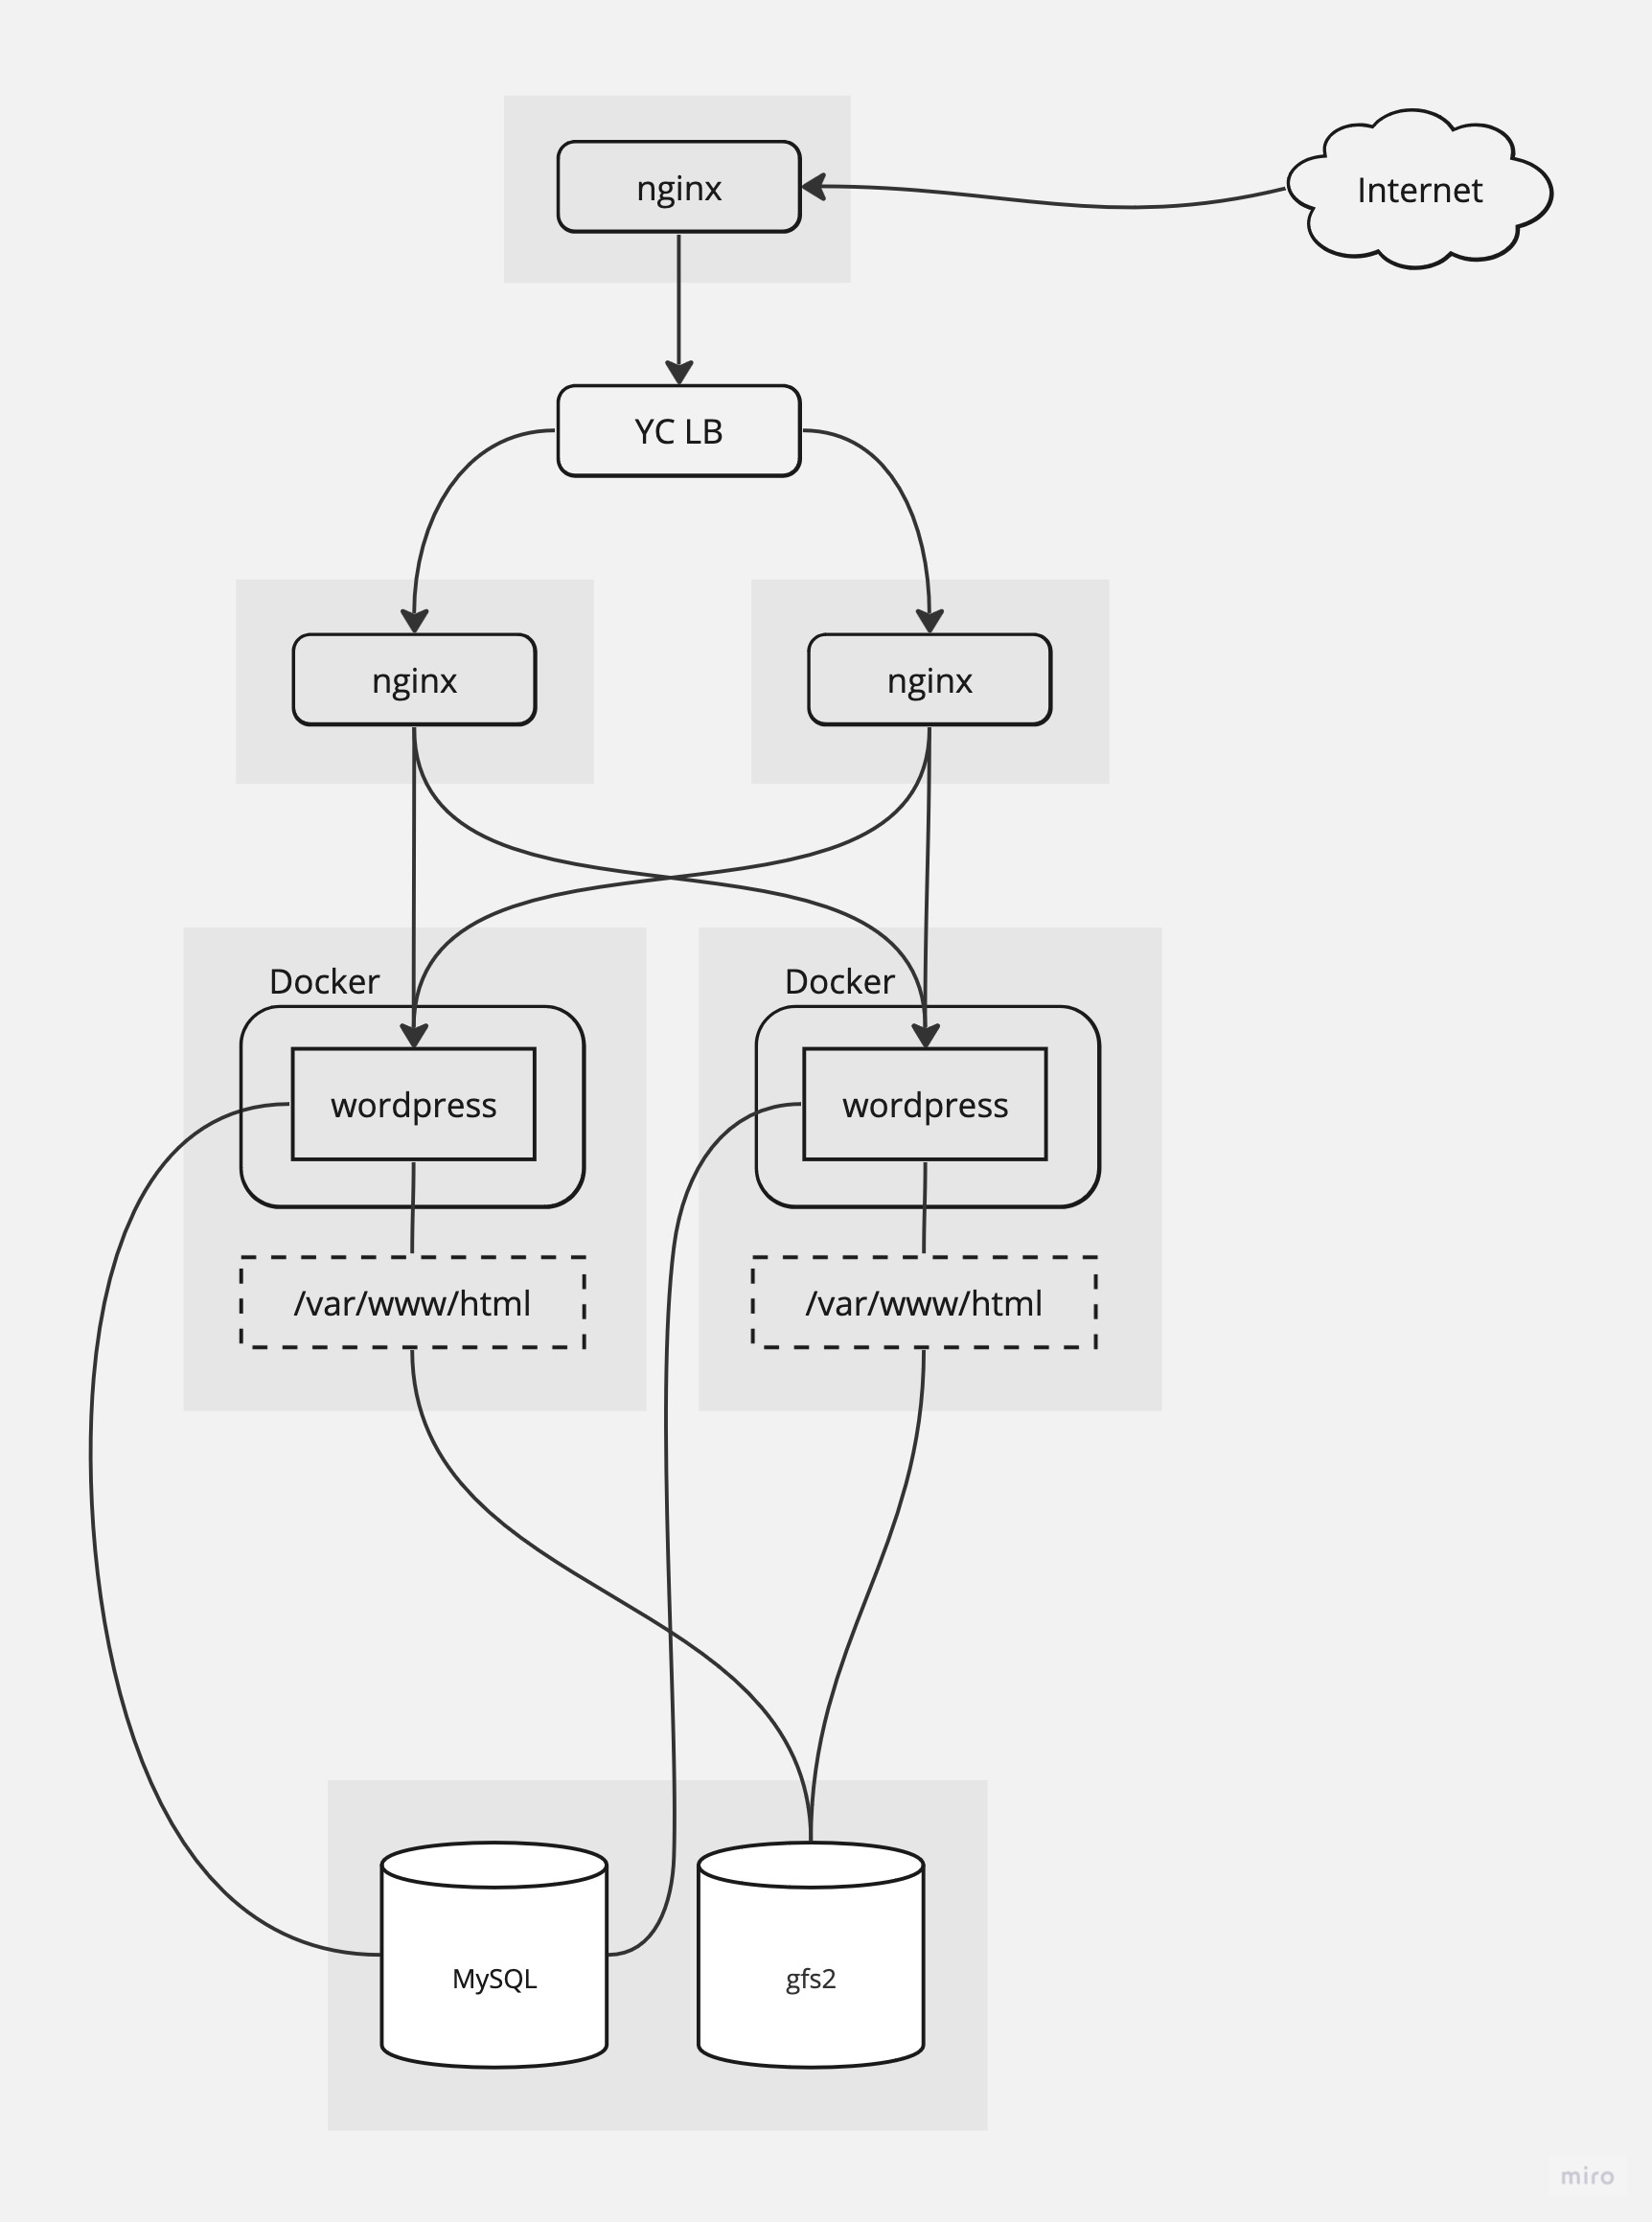 nginx
Internet
YC LB
nginx
nginx
Docker
Docker
wordpress
wordpress
/var/www/html
/var/www/html
MySQL
gfs2
miro